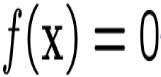 f(x) = 0